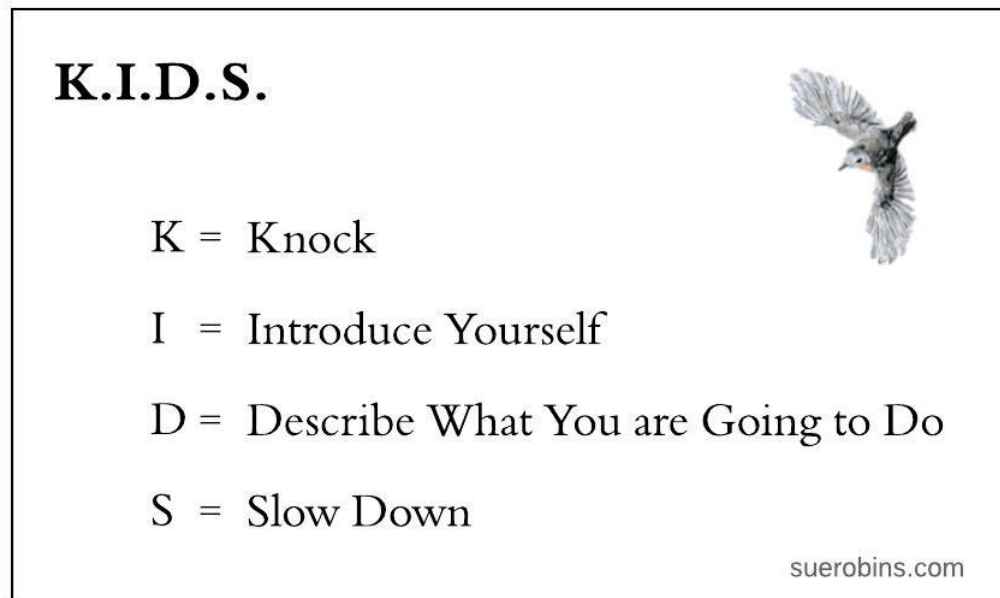 K.I.D.S.
K = Knock
I = Introduce Yourself
D = Describe What You are Going to Do
S = Slow Down
suerobins.com